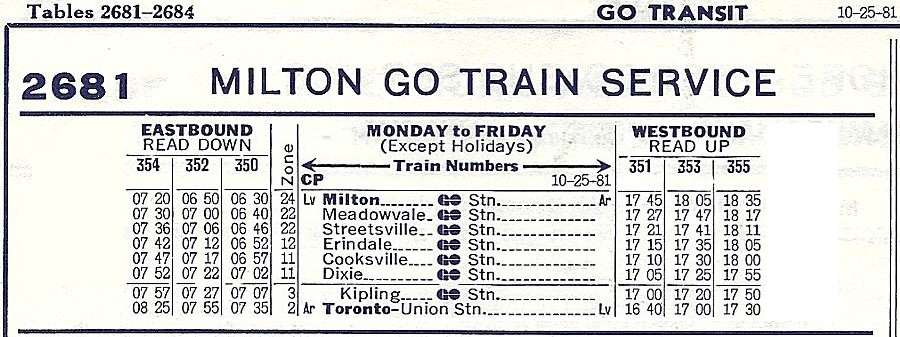 Tables 2681–2684 GO TRANSIT 10-25-81
2681 MILTON GO TRAIN SERVICE
EASTBOUND READ DOWN Zone MONDAY to FRIDAY (Except Holidays) WESTBOUND READ UP
354 352 350 Train Numbers 351 353 355
CP 10-25-81
07 20 06 50 06 30 24 Lv Milton GO Stn. Ar 17 45 18 05 18 35
07 30 07 00 06 40 22 Meadowvale GO Stn. 17 27 17 47 18 17
07 36 07 06 06 46 22 Streetsville GO Stn. 17 21 17 41 18 11
07 42 07 12 06 52 12 Erindale GO Stn. 17 15 17 35 18 05
07 47 07 17 06 57 11 Cooksville GO Stn. 17 10 17 30 18 00
07 52 07 22 07 02 11 Dixie GO Stn. 17 05 17 25 17 55
07 57 07 27 07 07 3 Kipling GO Stn. 17 00 17 20 17 50
08 25 07 55 07 35 2 Ar Toronto–Union Stn. Lv 16 40 17 00 17 30